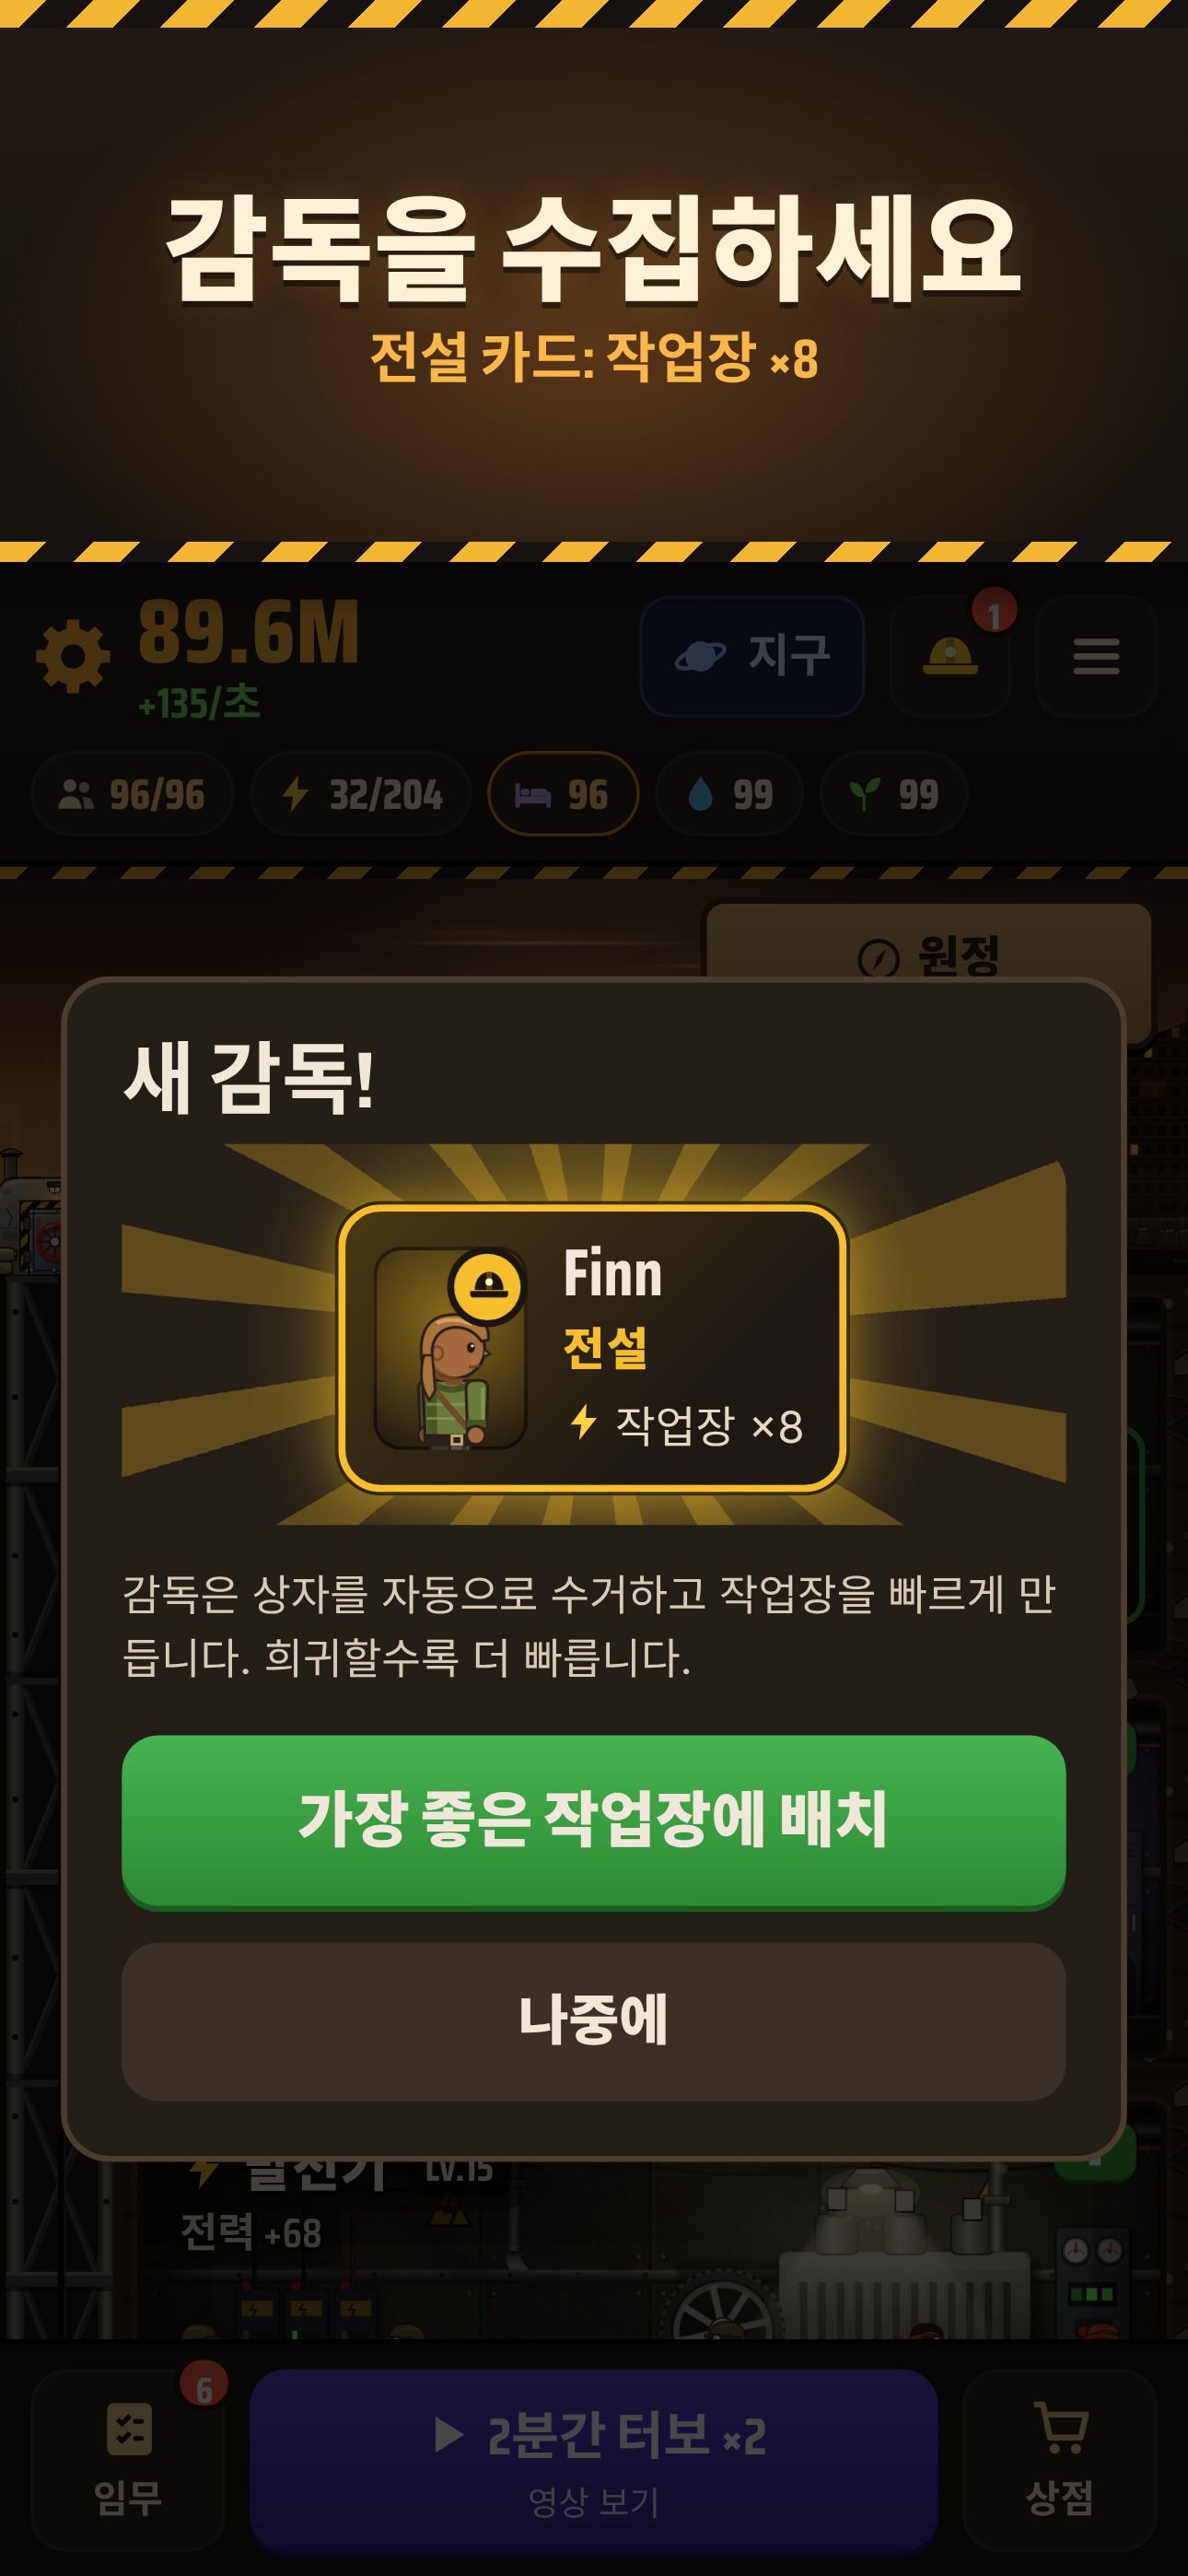 감독을 수집하세요
전설 카드: 작업장 ×8
89.6M
+135/초
지구
1
96/96
32/204
96
99
99
원정
새 감독!
Finn
전설
작업장 ×8
감독은 상자를 자동으로 수거하고 작업장을 빠르게 만
듭니다. 희귀할수록 더 빠릅니다.
가장 좋은 작업장에 배치
나중에
발전기 LV.15
전력 +68
6
임무
2분간 터보 ×2
영상 보기
상점